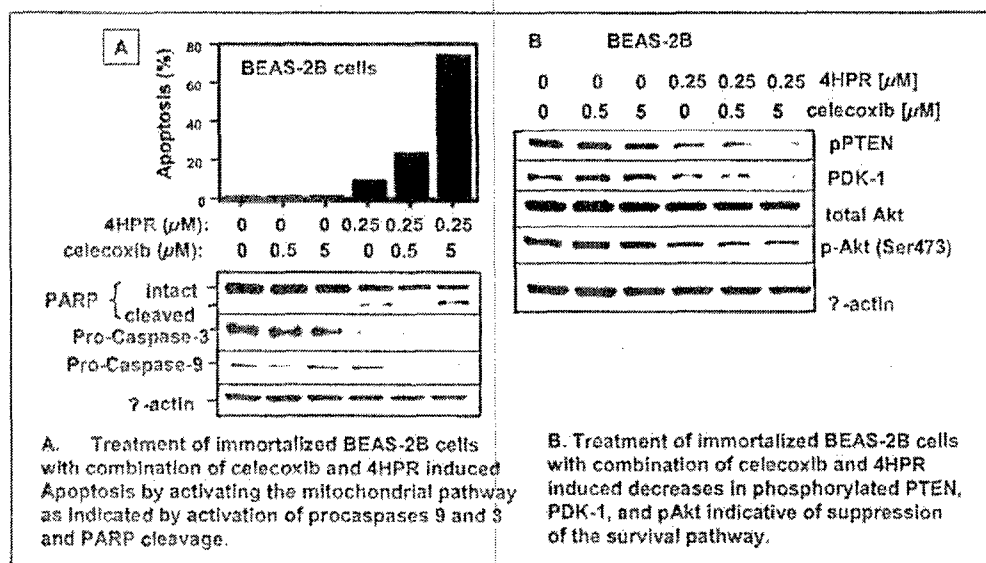 A
BEAS-2B cells
Apoptosis (%)
80
60
40
20
0
4HPR (µM): 0 0 0 0.25 0.25 0.25
celecoxib (µM): 0 0.5 5 0 0.5 5
PARP { intact
cleaved
Pro-Caspase-3
Pro-Caspase-9
?-actin
A. Treatment of immortalized BEAS-2B cells
with combination of celecoxib and 4HPR induced
Apoptosis by activating the mitochondrial pathway
as indicated by activation of procaspases 9 and 3
and PARP cleavage.
B BEAS-2B
0 0 0 0.25 0.25 0.25 4HPR [µM]
0 0.5 5 0 0.5 5 celecoxib [µM]
pPTEN
PDK-1
total Akt
p-Akt (Ser473)
?-actin
B. Treatment of immortalized BEAS-2B cells
with combination of celecoxib and 4HPR
induced decreases in phosphorylated PTEN,
PDK-1, and pAkt indicative of suppression
of the survival pathway.